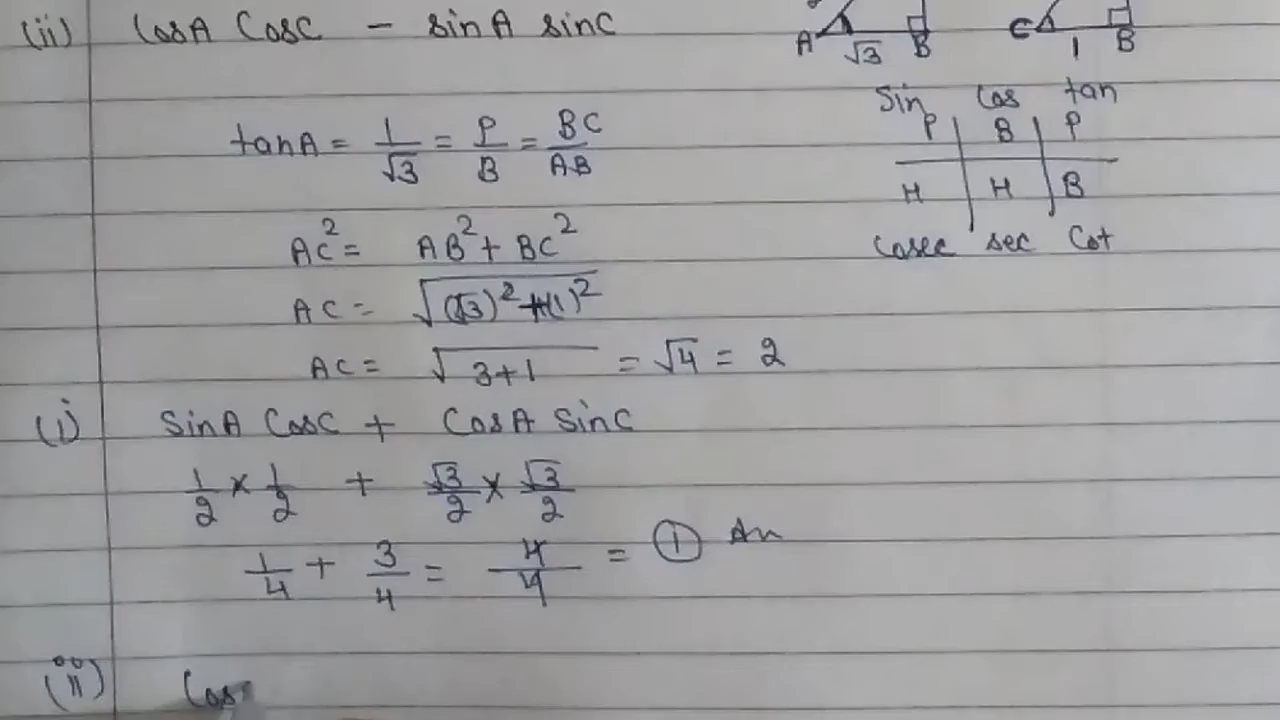 (ii) CosA CosC - sinA sinC
A √3 B C 1 B
Sin Cos tan
P B P
H H B
Cosec sec Cot
tanA = 1/√3 = P/B = BC/AB
AC² = AB² + BC²
AC = √(√3)² + (1)²
AC = √3+1 = √4 = 2
(i) SinA CosC + CosA SinC
1/2 × 1/2 + √3/2 × √3/2
1/4 + 3/4 = 4/4 = 1 An
(ii) Cos